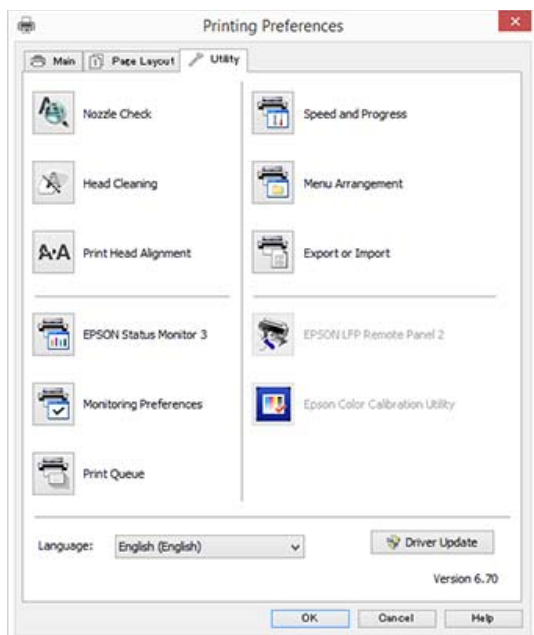 Printing Preferences
Main
Page Layout
Utility
Nozzle Check
Speed and Progress
Head Cleaning
Menu Arrangement
Print Head Alignment
Export or Import
EPSON Status Monitor 3
EPSON LFP Remote Panel 2
Monitoring Preferences
Epson Color Calibration Utility
Print Queue
Language:
English (English)
Driver Update
Version 6.70
OK
Cancel
Help